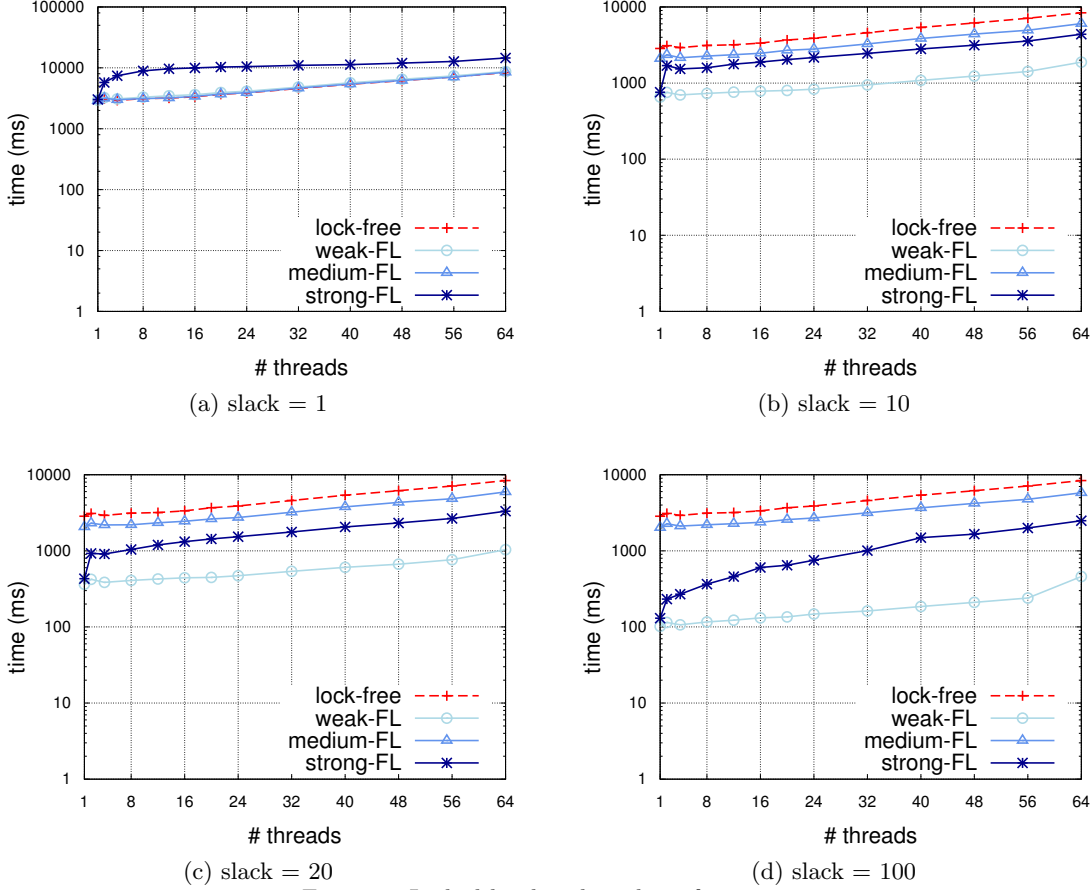 100000
10000
1000
100
10
1
time (ms)
lock-free
weak-FL
medium-FL
strong-FL
1 8 16 24 32 40 48 56 64
# threads
(a) slack = 1
10000
1000
100
10
1
time (ms)
lock-free
weak-FL
medium-FL
strong-FL
1 8 16 24 32 40 48 56 64
# threads
(b) slack = 10
10000
1000
100
10
1
time (ms)
lock-free
weak-FL
medium-FL
strong-FL
1 8 16 24 32 40 48 56 64
# threads
(c) slack = 20
10000
1000
100
10
1
time (ms)
lock-free
weak-FL
medium-FL
strong-FL
1 8 16 24 32 40 48 56 64
# threads
(d) slack = 100